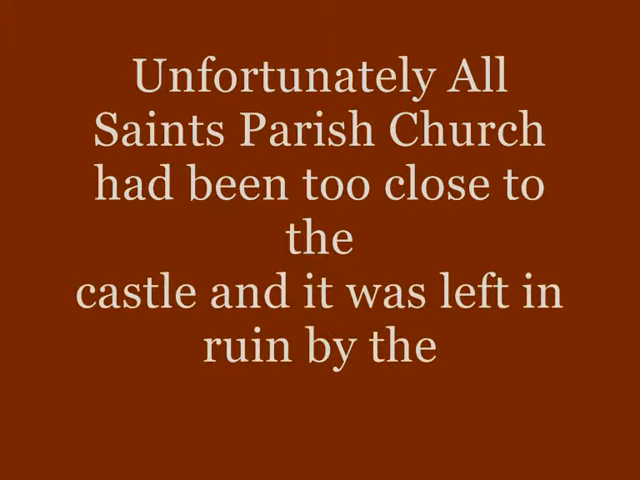 Unfortunately All
Saints Parish Church
had been too close to
the
castle and it was left in
ruin by the